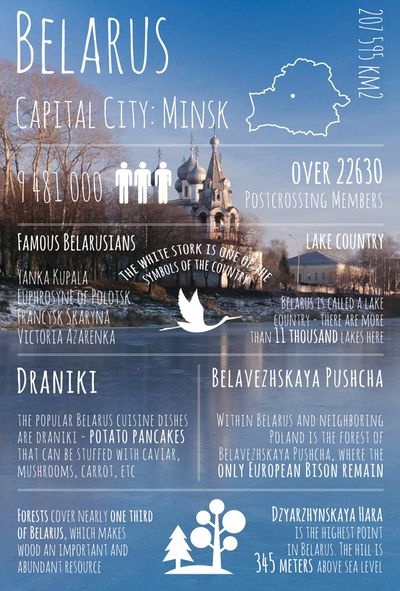 BELARUS
207 595 KM2
CAPITAL CITY: MINSK
9 481 000
OVER 22630
POSTCROSSING MEMBERS
FAMOUS BELARUSIANS
YANKA KUPALA
EUPHROSYNE OF POLOTSK
FRANCYSK SKARYNA
VICTORIA AZARENKA
THE WHITE STORK IS ONE OF THE
SYMBOLS OF THE COUNTRY
LAKE COUNTRY
BELARUS IS CALLED A LAKE
COUNTRY - THERE ARE MORE
THAN 11 THOUSAND LAKES HERE
DRANIKI
THE POPULAR BELARUS CUISINE DISHES
ARE DRANIKI - POTATO PANCAKES
THAT CAN BE STUFFED WITH CAVIAR,
MUSHROOMS, CARROT, ETC
BELAVEZHSKAYA PUSHCHA
WITHIN BELARUS AND NEIGHBORING
POLAND IS THE FOREST OF
BELAVEZHSKAYA PUSHCHA, WHERE THE
ONLY EUROPEAN BISON REMAIN
FORESTS COVER NEARLY ONE THIRD
OF BELARUS, WHICH MAKES
WOOD AN IMPORTANT AND
ABUNDANT RESOURCE
DZYARZHYNSKAYA HARA
IS THE HIGHEST POINT
IN BELARUS. THE HILL IS
345 METERS ABOVE SEA LEVEL